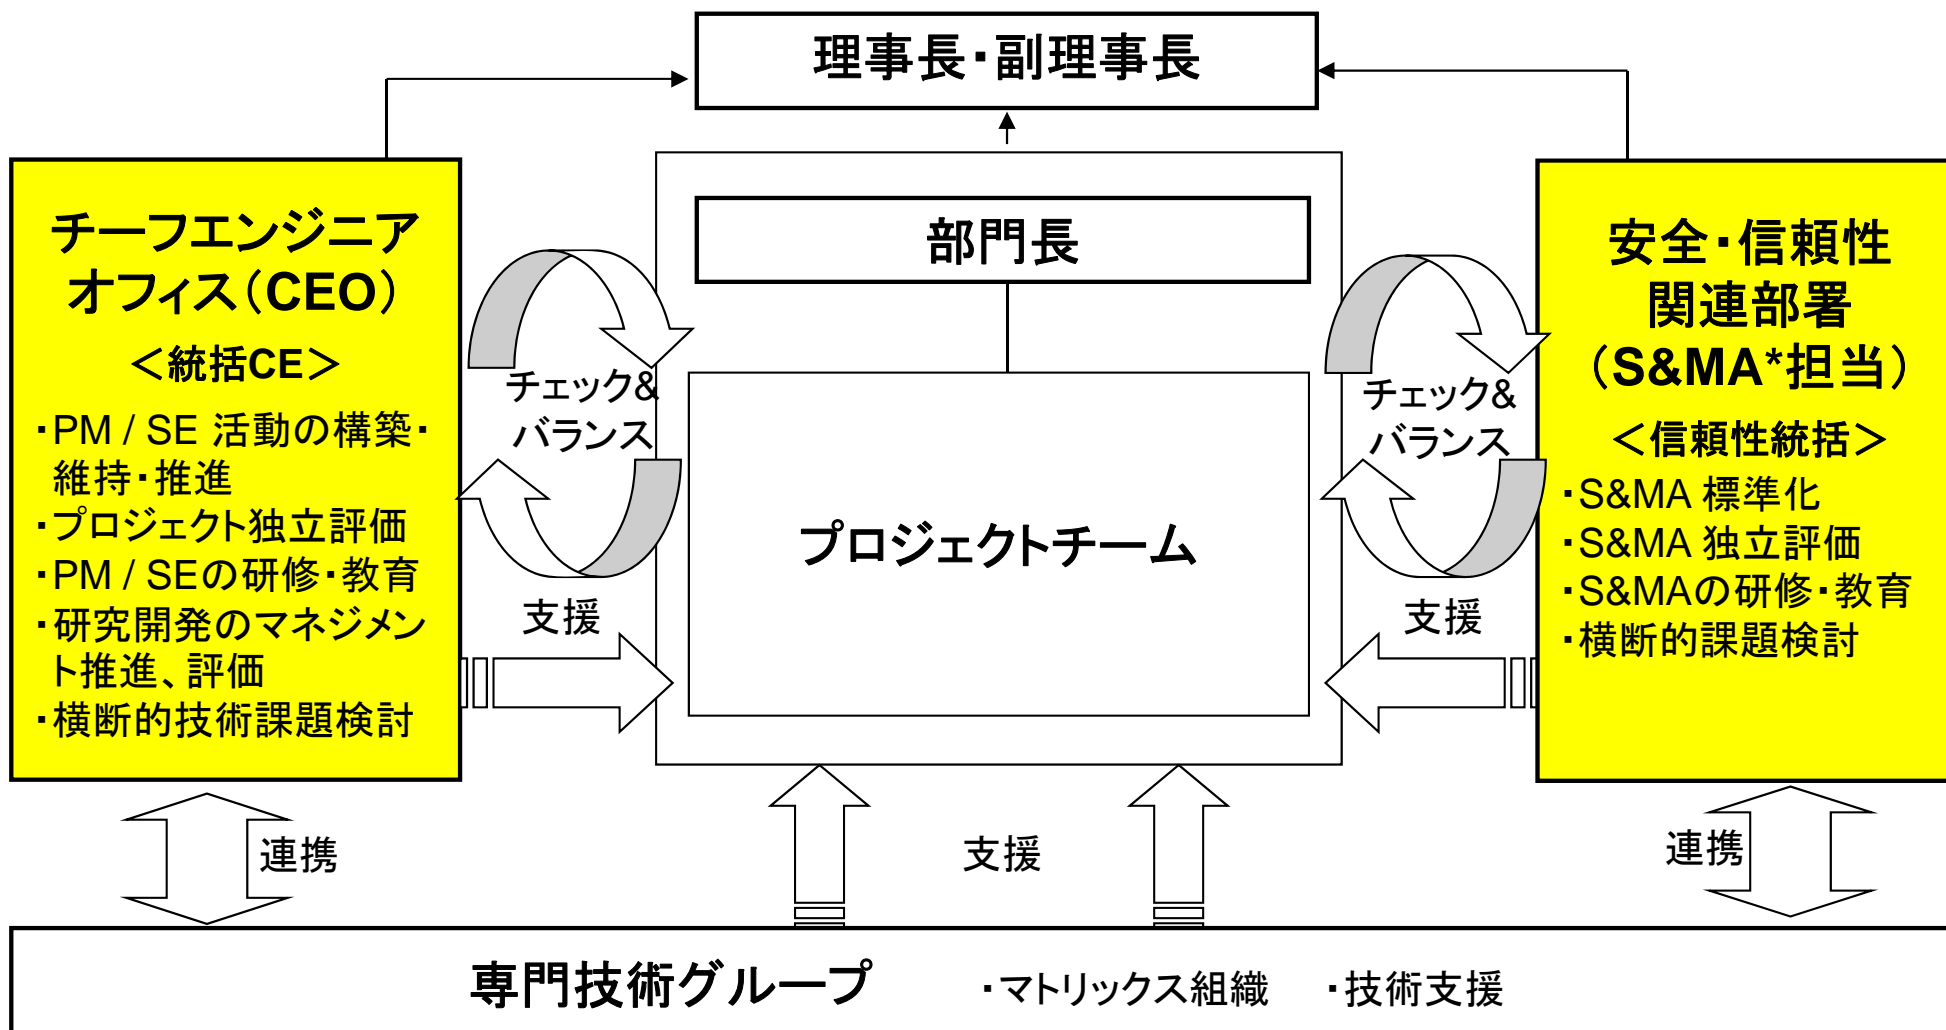 理事長・副理事長
チーフエンジニア
オフィス（CEO）
＜統括CE＞
・PM / SE 活動の構築・
維持・推進
・プロジェクト独立評価
・PM / SEの研修・教育
・研究開発のマネジメン
ト推進、評価
・横断的技術課題検討
チェック&
バランス
支援
部門長
プロジェクトチーム
チェック&
バランス
支援
安全・信頼性
関連部署
（S&MA*担当）
＜信頼性統括＞
・S&MA 標準化
・S&MA 独立評価
・S&MAの研修・教育
・横断的課題検討
連携
支援
連携
専門技術グループ ・マトリックス組織 ・技術支援